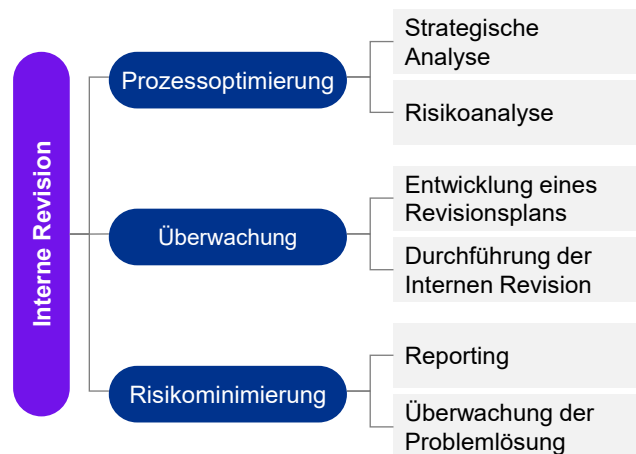 Interne Revision
Prozessoptimierung
Strategische
Analyse
Risikoanalyse
Überwachung
Entwicklung eines
Revisionsplans
Durchführung der
Internen Revision
Risikominimierung
Reporting
Überwachung der
Problemlösung